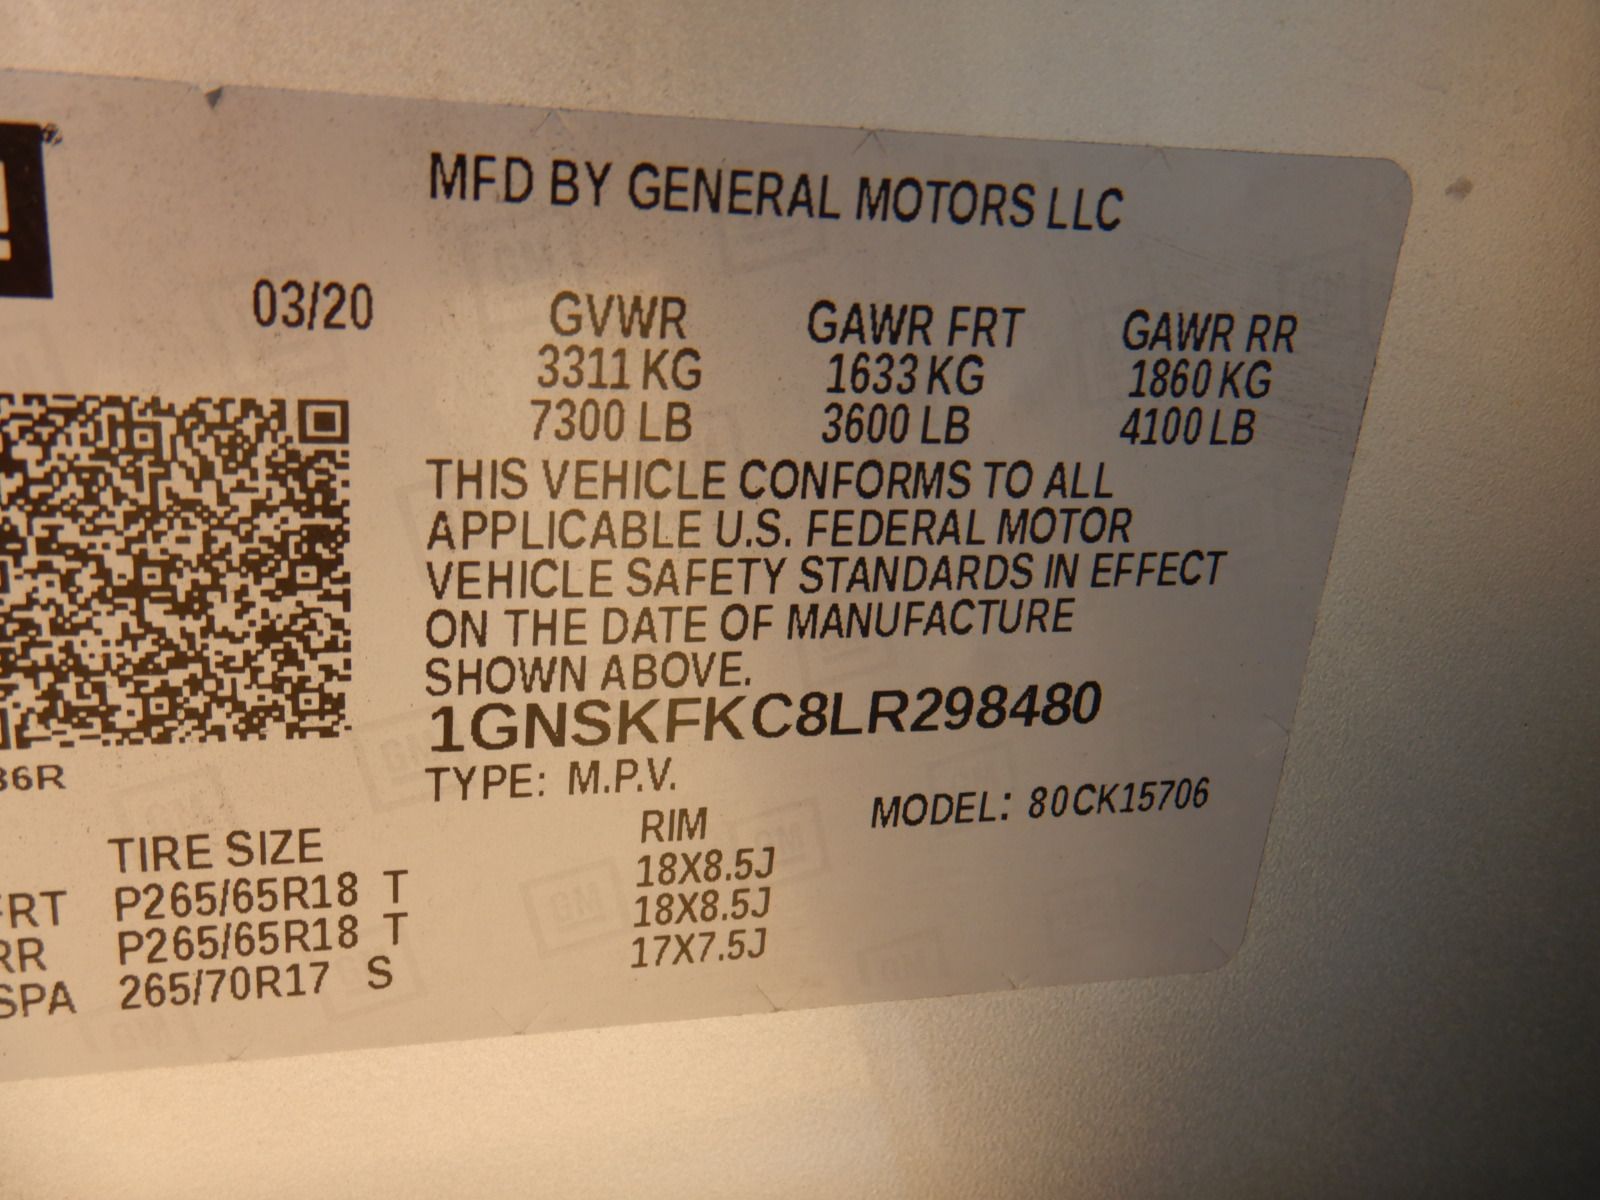 MFD BY GENERAL MOTORS LLC
03/20
GVWR GAWR FRT GAWR RR
3311 KG 1633 KG 1860 KG
7300 LB 3600 LB 4100 LB
THIS VEHICLE CONFORMS TO ALL
APPLICABLE U.S. FEDERAL MOTOR
VEHICLE SAFETY STANDARDS IN EFFECT
ON THE DATE OF MANUFACTURE
SHOWN ABOVE.
1GNSKFKC8LR298480
TYPE: M.P.V.
MODEL: 80CK15706
TIRE SIZE RIM
FRT P265/65R18 T 18X8.5J
RR P265/65R18 T 18X8.5J
SPA 265/70R17 S 17X7.5J